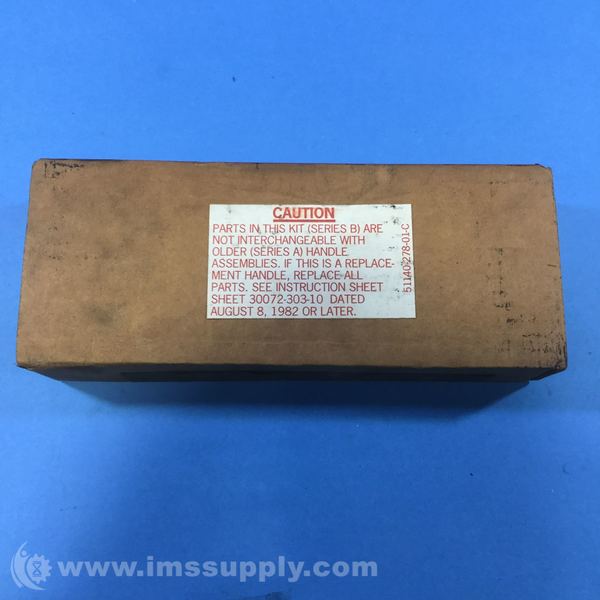 CAUTION
PARTS IN THIS KIT (SERIES B) ARE
NOT INTERCHANGEABLE WITH
OLDER (SERIES A) HANDLE
ASSEMBLIES. IF THIS IS A REPLACE-
MENT HANDLE, REPLACE ALL
PARTS. SEE INSTRUCTION SHEET
SHEET 30072-303-10 DATED
AUGUST 8, 1982 OR LATER.
51140-278-01-C
www.imssupply.com